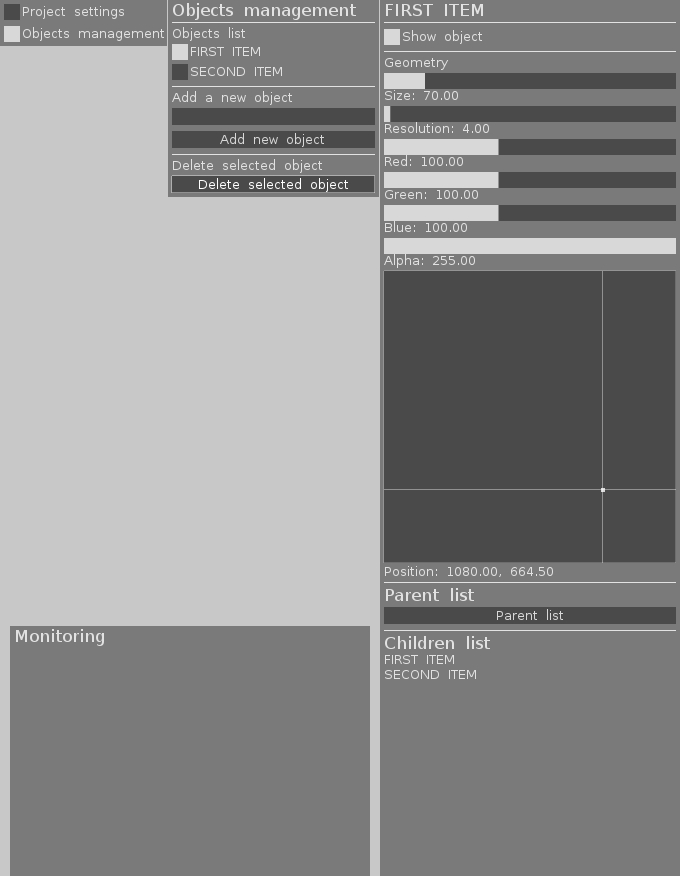 Project settings
Objects management
Objects management
Objects list
FIRST ITEM
SECOND ITEM
Add a new object
Add new object
Delete selected object
Delete selected object
Monitoring
FIRST ITEM
Show object
Geometry
Size: 70.00
Resolution: 4.00
Red: 100.00
Green: 100.00
Blue: 100.00
Alpha: 255.00
Position: 1080.00, 664.50
Parent list
Parent list
Children list
FIRST ITEM
SECOND ITEM